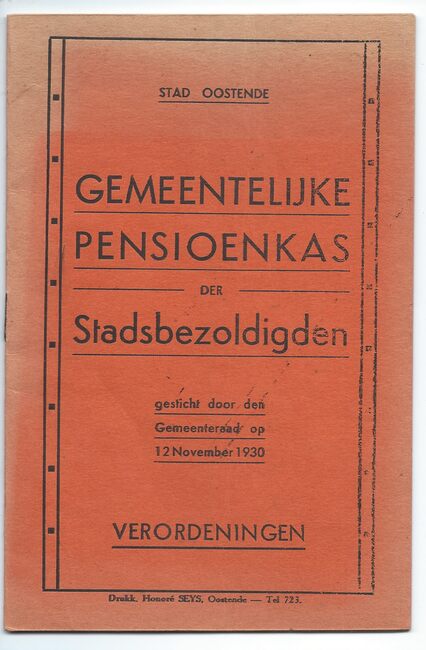 STAD OOSTENDE
GEMEENTELIJKE
PENSIOENKAS
DER
Stadsbezoldigden
gesticht door den
Gemeenteraad op
12 November 1930
VERORDENINGEN
Drukk. Honoré SEYS, Oostende — Tel 723.